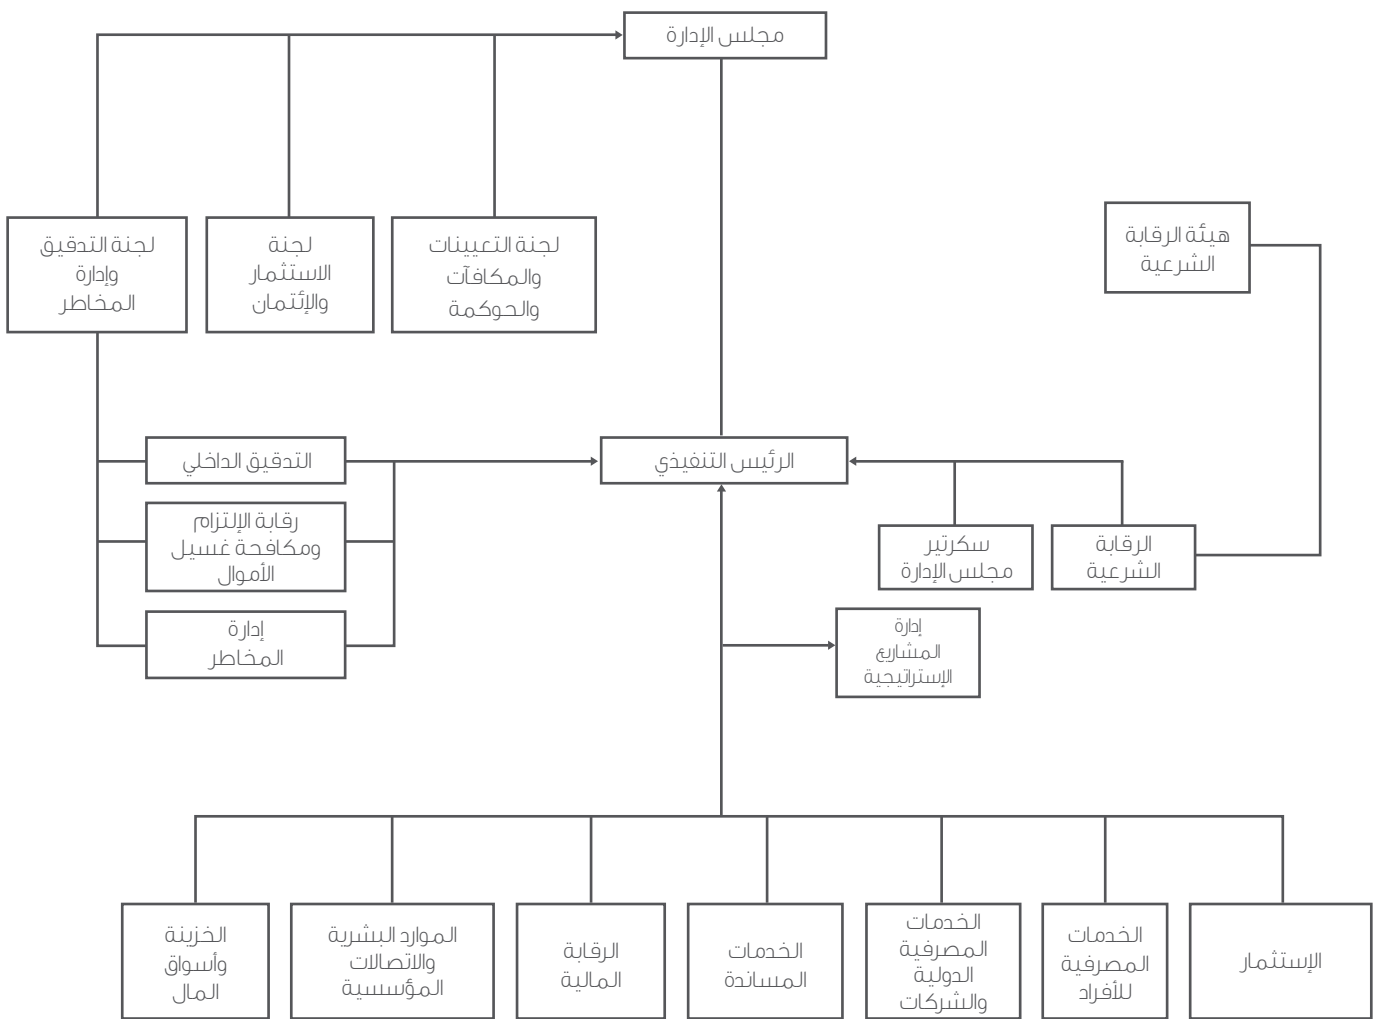 مجلس الإدارة
هيئة الرقابة
الشرعية
لجنة التعيينات
والمكافآت
والحوكمة
لجنة
الاستثمار
والإئتمان
لجنة التدقيق
وإدارة
المخاطر
الرئيس التنفيذي
التدقيق الداخلي
رقابة الإلتزام
ومكافحة غسيل
الأموال
إدارة
المخاطر
الرقابة
الشرعية
سكرتير
مجلس الإدارة
إدارة
المشاريع
الإستراتيجية
الإستثمار
الخدمات
المصرفية
للأفراد
الخدمات
المصرفية
الدولية
والشركات
الخدمات
المساندة
الرقابة
المالية
الموارد البشرية
والاتصالات
المؤسسية
الخزينة
وأسواق
المال